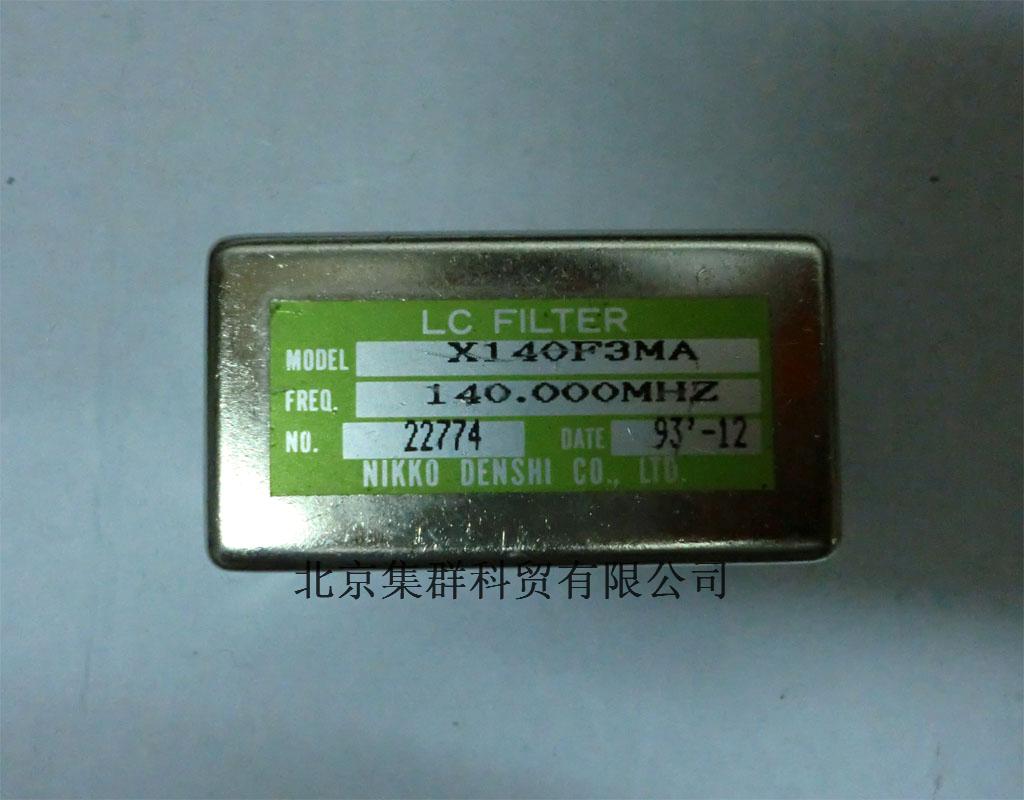 LC FILTER
MODEL X140F3MA
FREQ. 140.000MHZ
NO. 22774 DATE 93'-12
NIKKO DENSHI CO., LTD.
北京集群科贸有限公司